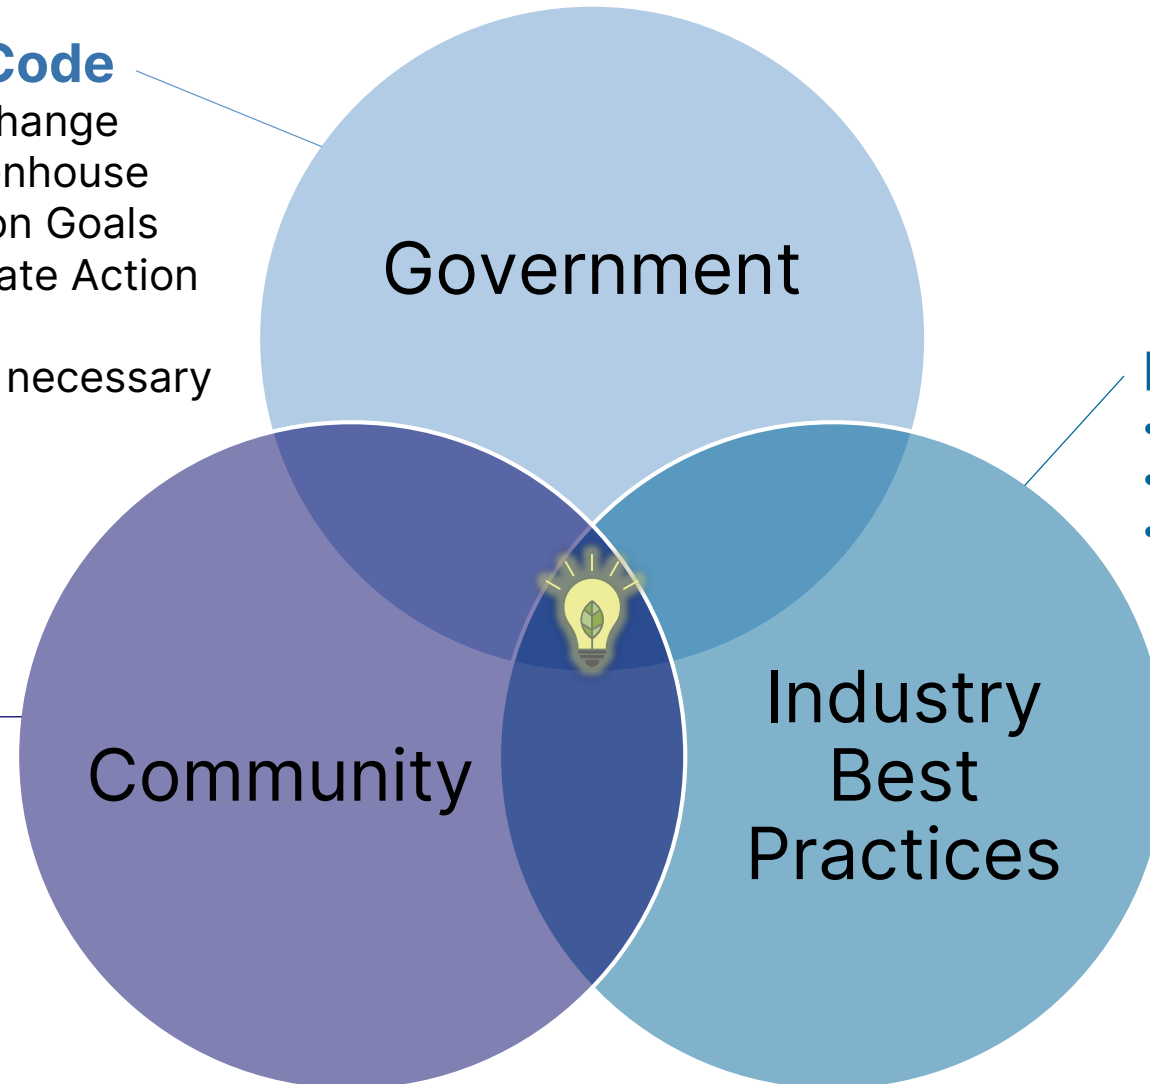 Code
hange
nhouse
on Goals
ate Action
necessary
Government
Community
Industry
Best
Practices